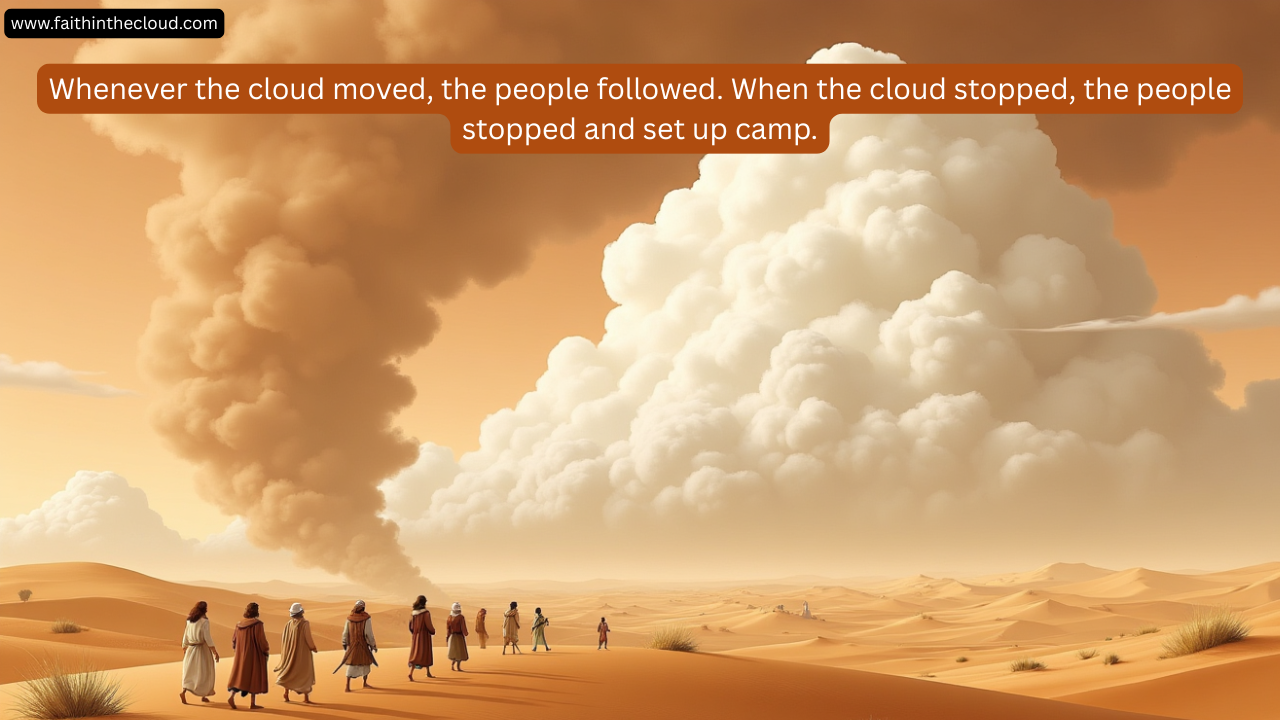 www.faithinthecloud.com
Whenever the cloud moved, the people followed. When the cloud stopped, the people
stopped and set up camp.